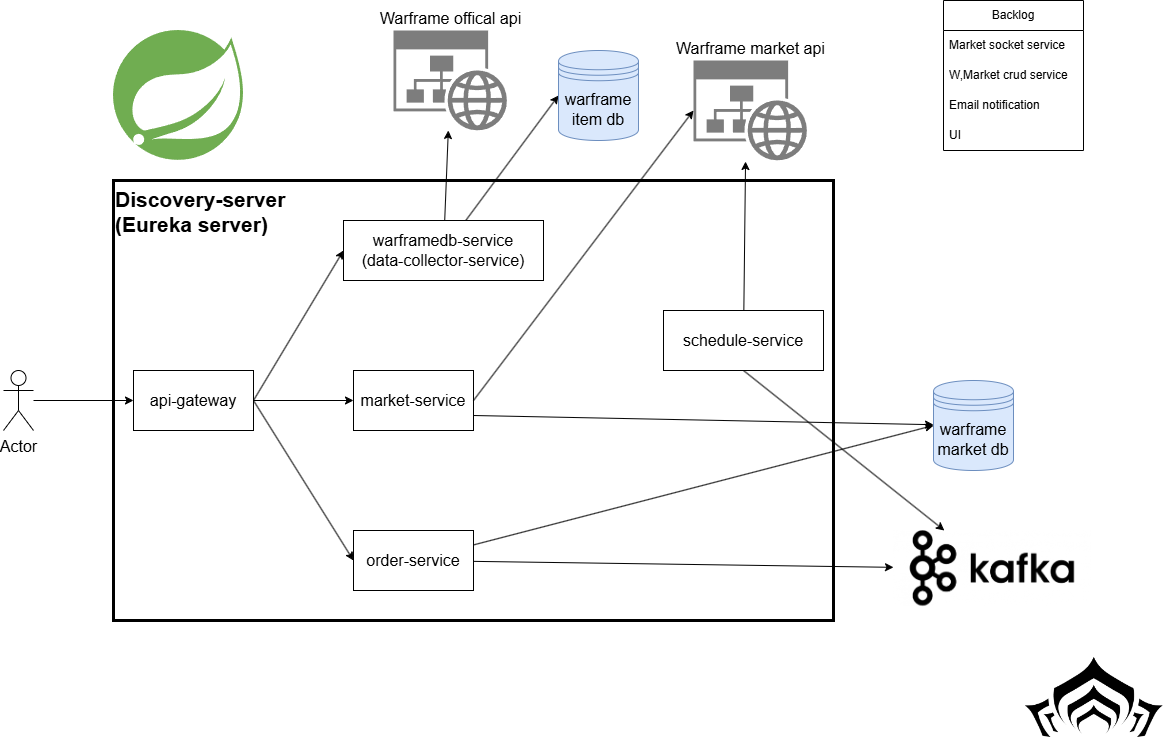 Warframe offical api
Warframe market api
warframe
item db
Backlog
Market socket service
W,Market crud service
Email notification
UI
Discovery-server
(Eureka server)
warframedb-service
(data-collector-service)
schedule-service
Actor
api-gateway
market-service
warframe
market db
order-service
kafka